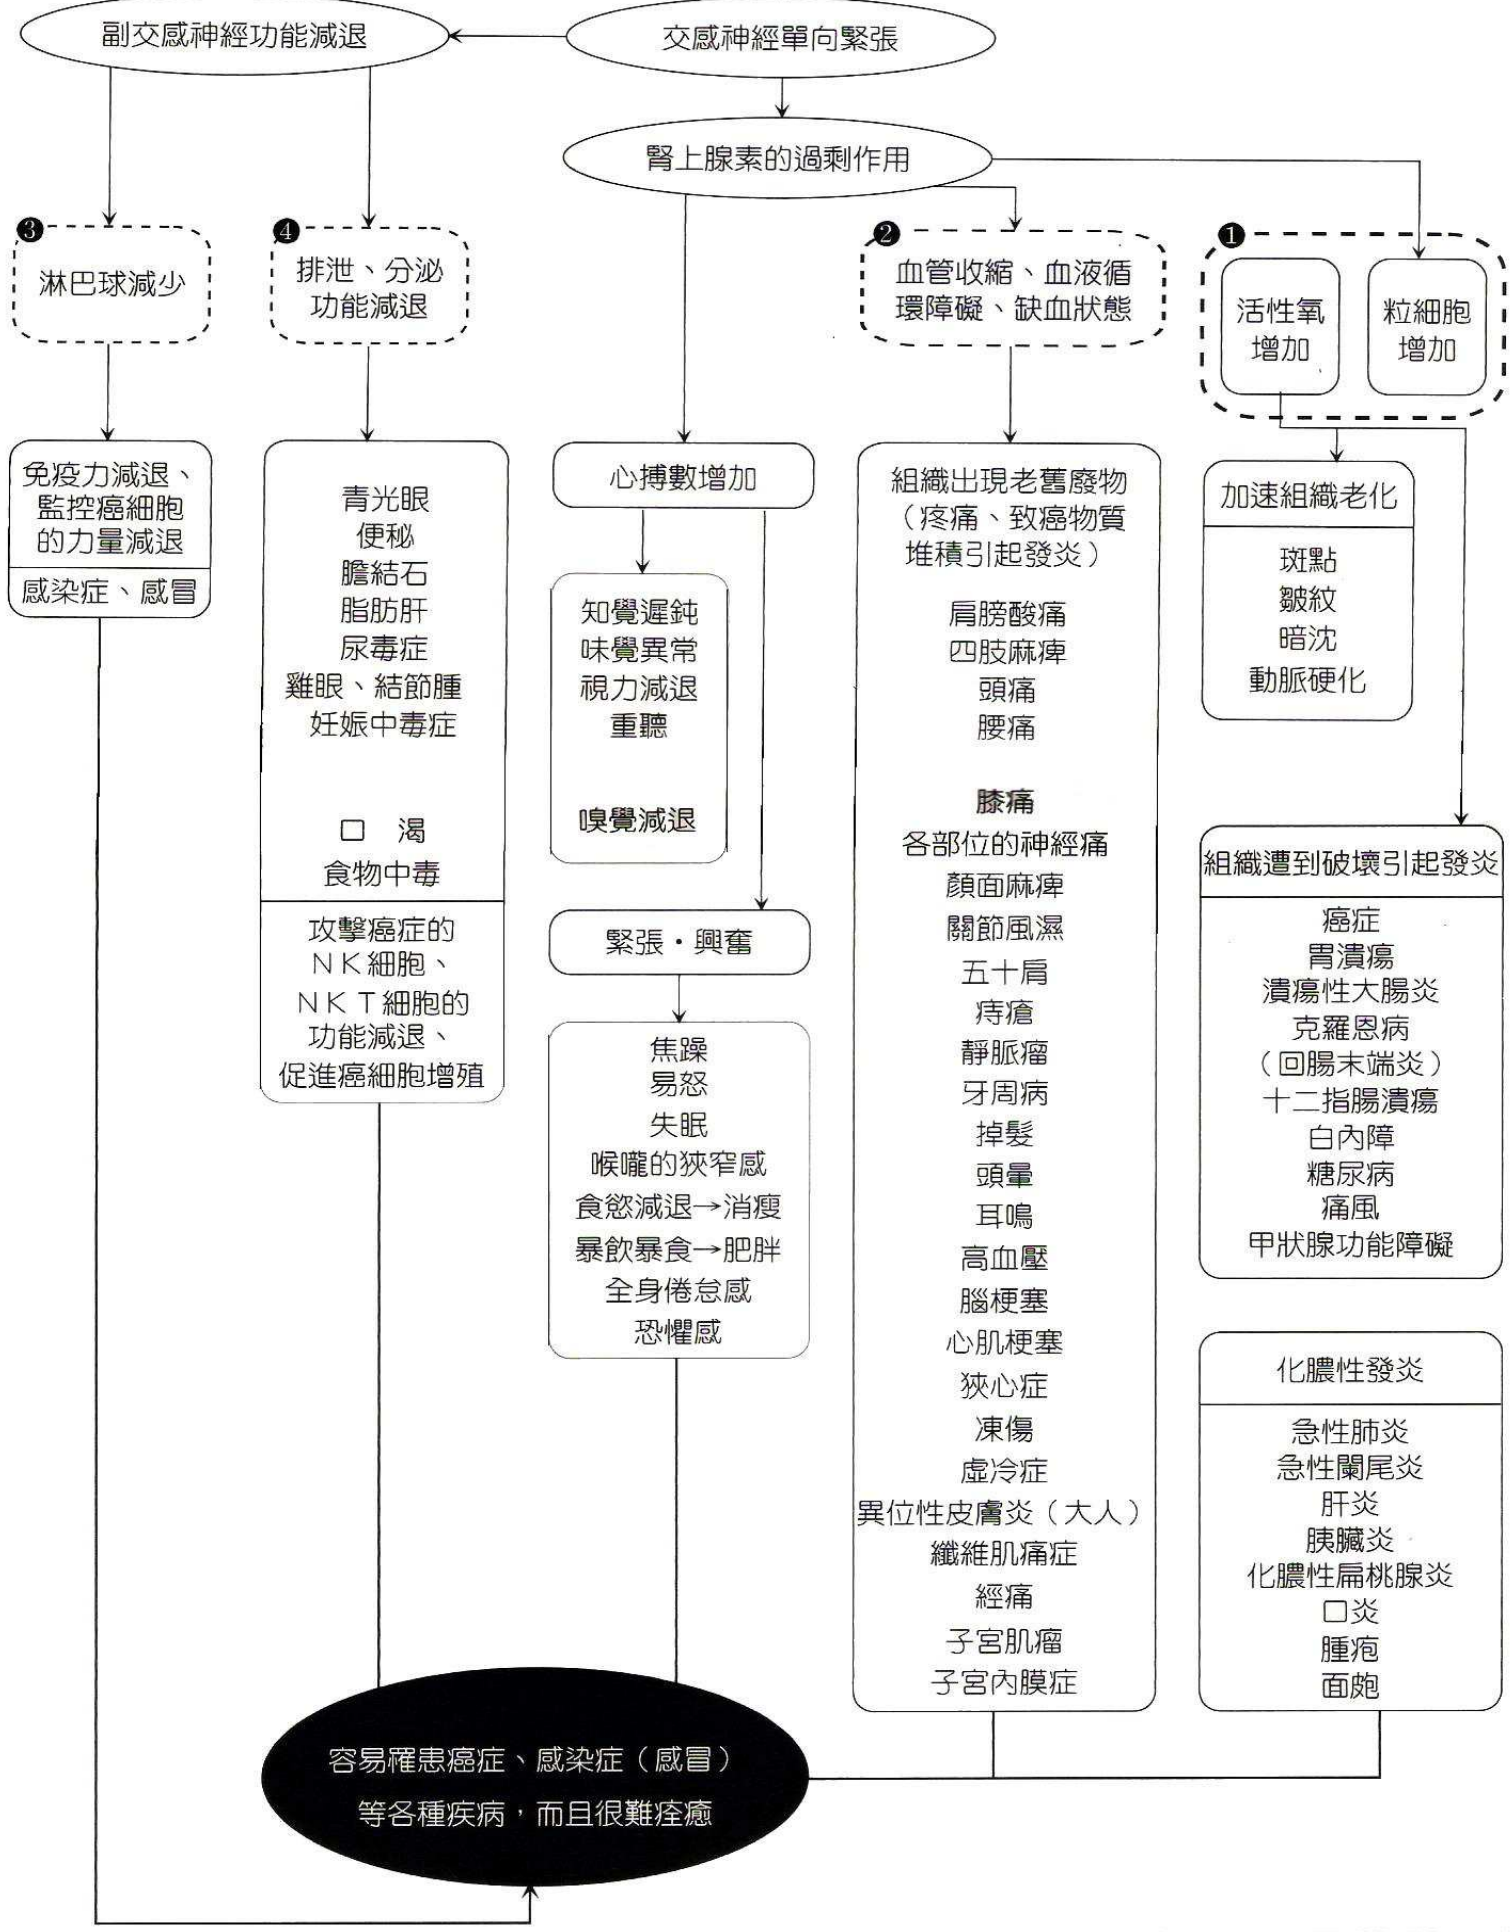 副交感神經功能減退
交感神經單向緊張
腎上腺素的過剩作用
❸
淋巴球減少
❹
排泄、分泌
功能減退
❷
血管收縮、血液循
環障礙、缺血狀態
❶
活性氧
增加
粒細胞
增加
免疫力減退、
監控癌細胞
的力量減退
感染症、感冒
青光眼
便秘
膽結石
脂肪肝
尿毒症
雞眼、結節腫
妊娠中毒症
口　渴
食物中毒
攻擊癌症的
ＮＫ細胞、
ＮＫＴ細胞的
功能減退、
促進癌細胞增殖
心搏數增加
知覺遲鈍
味覺異常
視力減退
重聽
嗅覺減退
緊張・興奮
焦躁
易怒
失眠
喉嚨的狹窄感
食慾減退→消瘦
暴飲暴食→肥胖
全身倦怠感
恐懼感
組織出現老舊廢物
（疼痛、致癌物質
堆積引起發炎）
肩膀酸痛
四肢麻痺
頭痛
腰痛
膝痛
各部位的神經痛
顏面麻痺
關節風濕
五十肩
痔瘡
靜脈瘤
牙周病
掉髮
頭暈
耳鳴
高血壓
腦梗塞
心肌梗塞
狹心症
凍傷
虛冷症
異位性皮膚炎（大人）
纖維肌痛症
經痛
子宮肌瘤
子宮內膜症
加速組織老化
斑點
皺紋
暗沈
動脈硬化
組織遭到破壞引起發炎
癌症
胃潰瘍
潰瘍性大腸炎
克羅恩病
（回腸末端炎）
十二指腸潰瘍
白內障
糖尿病
痛風
甲狀腺功能障礙
化膿性發炎
急性肺炎
急性闌尾炎
肝炎
胰臟炎
化膿性扁桃腺炎
口炎
腫疱
面皰
容易罹患癌症、感染症（感冒）
等各種疾病，而且很難痊癒